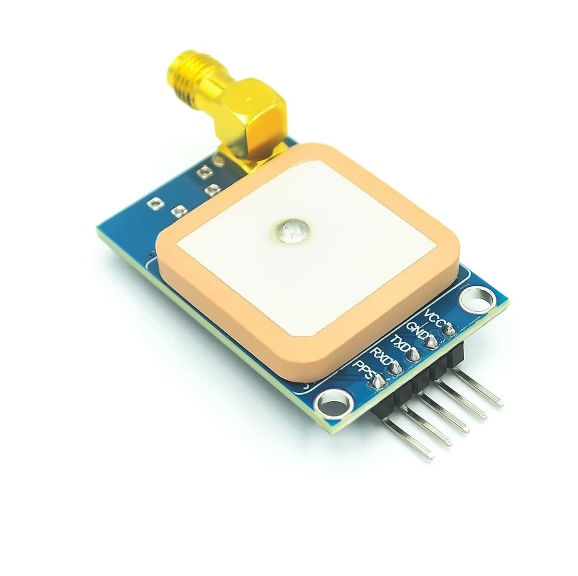 VCC
GND
TXD
RXD
PPS